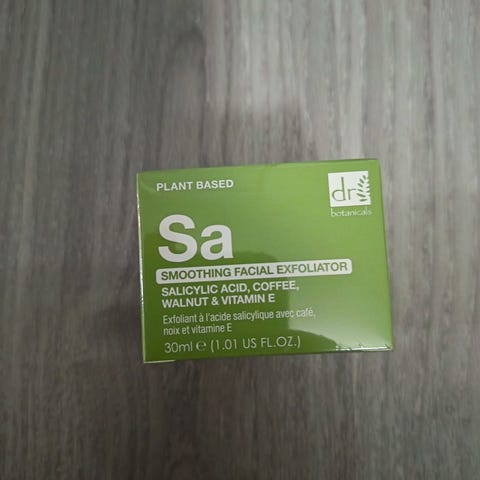 PLANT BASED
dr
botanicals
Sa
SMOOTHING FACIAL EXFOLIATOR
SALICYLIC ACID, COFFEE,
WALNUT & VITAMIN E
Exfoliant à l'acide salicylique avec café,
noix et vitamine E
30ml ℮ (1.01 US FL.OZ.)